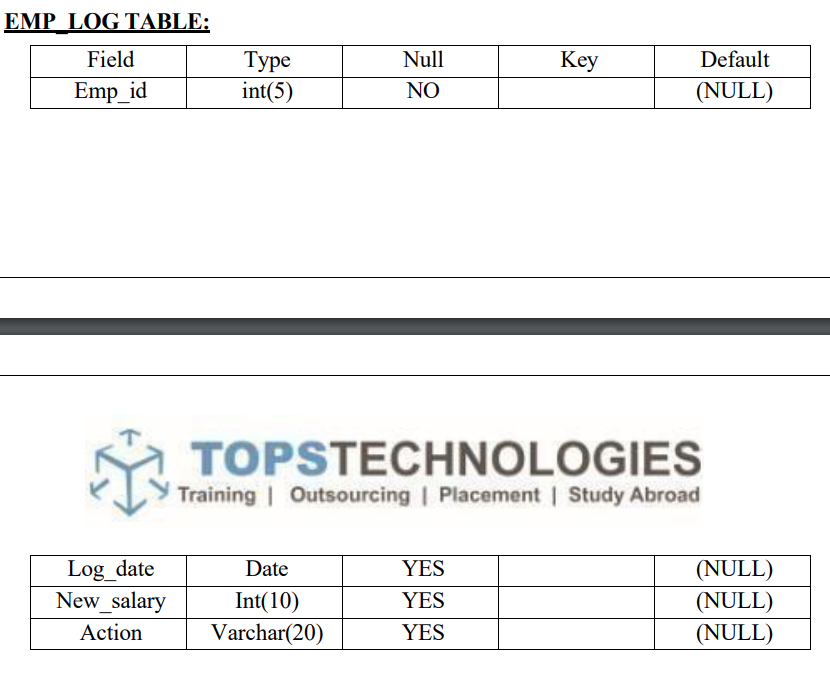 EMP_LOG TABLE:
Field Type Null Key Default
Emp_id int(5) NO (NULL)
TOPSTECHNOLOGIES
Training | Outsourcing | Placement | Study Abroad
Log_date Date YES (NULL)
New_salary Int(10) YES (NULL)
Action Varchar(20) YES (NULL)